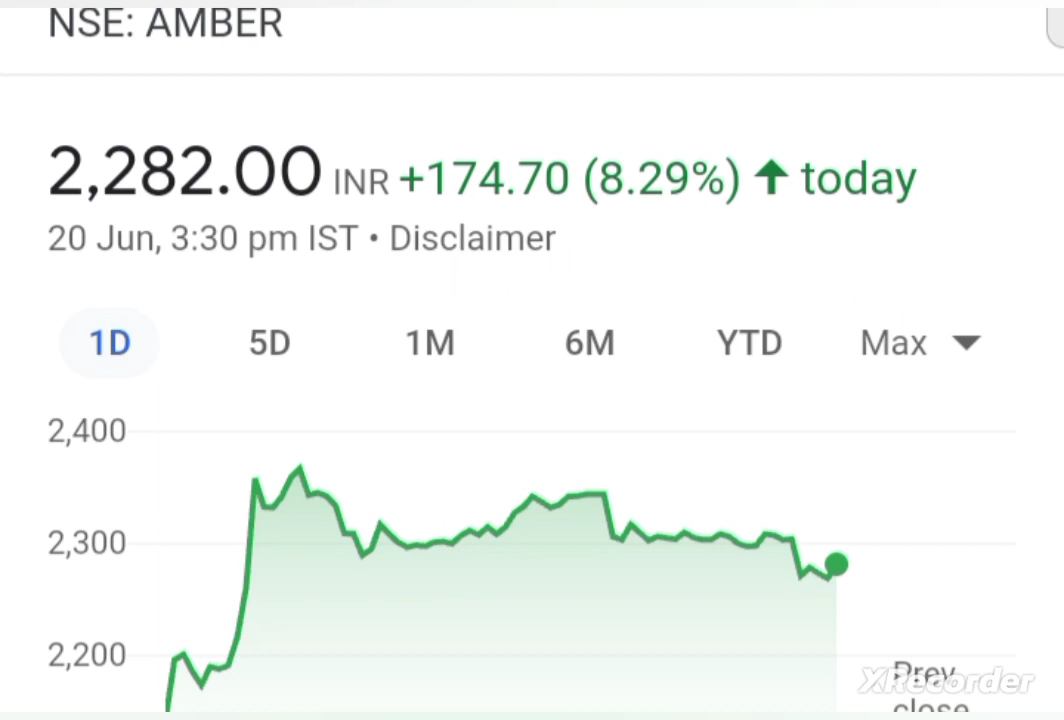 NSE: AMBER
2,282.00 INR +174.70 (8.29%) ↑ today
20 Jun, 3:30 pm IST • Disclaimer
1D 5D 1M 6M YTD Max
2,400
2,300
2,200
Prev
close
XRecorder